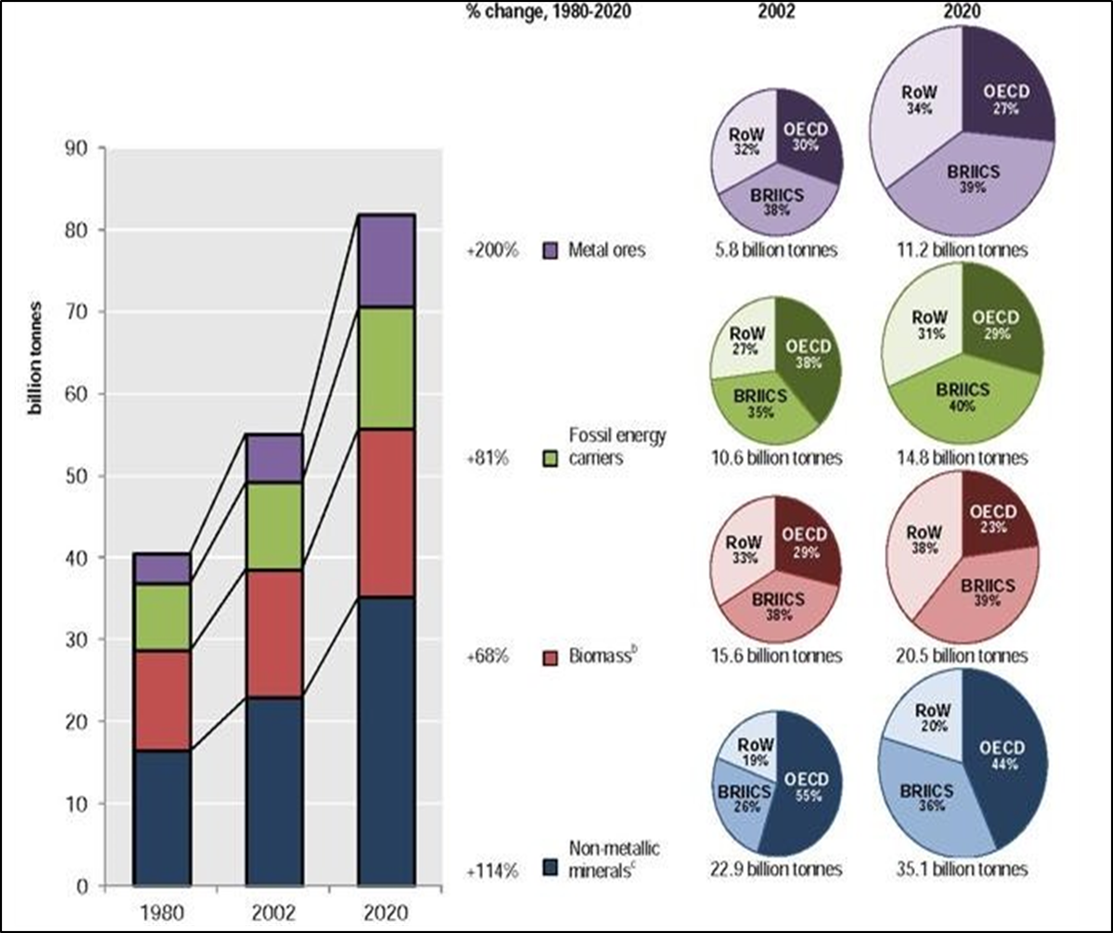 % change, 1980-2020
2002
2020
90
80
70
60
50
40
30
20
10
0
billion tonnes
1980
2002
2020
RoW
32%
OECD
30%
BRIICS
38%
5.8 billion tonnes
RoW
34%
OECD
27%
BRIICS
39%
11.2 billion tonnes
+200%
Metal ores
RoW
27%
OECD
38%
BRIICS
35%
10.6 billion tonnes
RoW
31%
OECD
29%
BRIICS
40%
14.8 billion tonnes
+81%
Fossil energy
carriers
RoW
33%
OECD
29%
BRIICS
38%
15.6 billion tonnes
RoW
38%
OECD
23%
BRIICS
39%
20.5 billion tonnes
+68%
Biomassᵇ
RoW
19%
OECD
55%
BRIICS
26%
22.9 billion tonnes
RoW
20%
OECD
44%
BRIICS
36%
35.1 billion tonnes
+114%
Non-metallic
mineralsᶜ